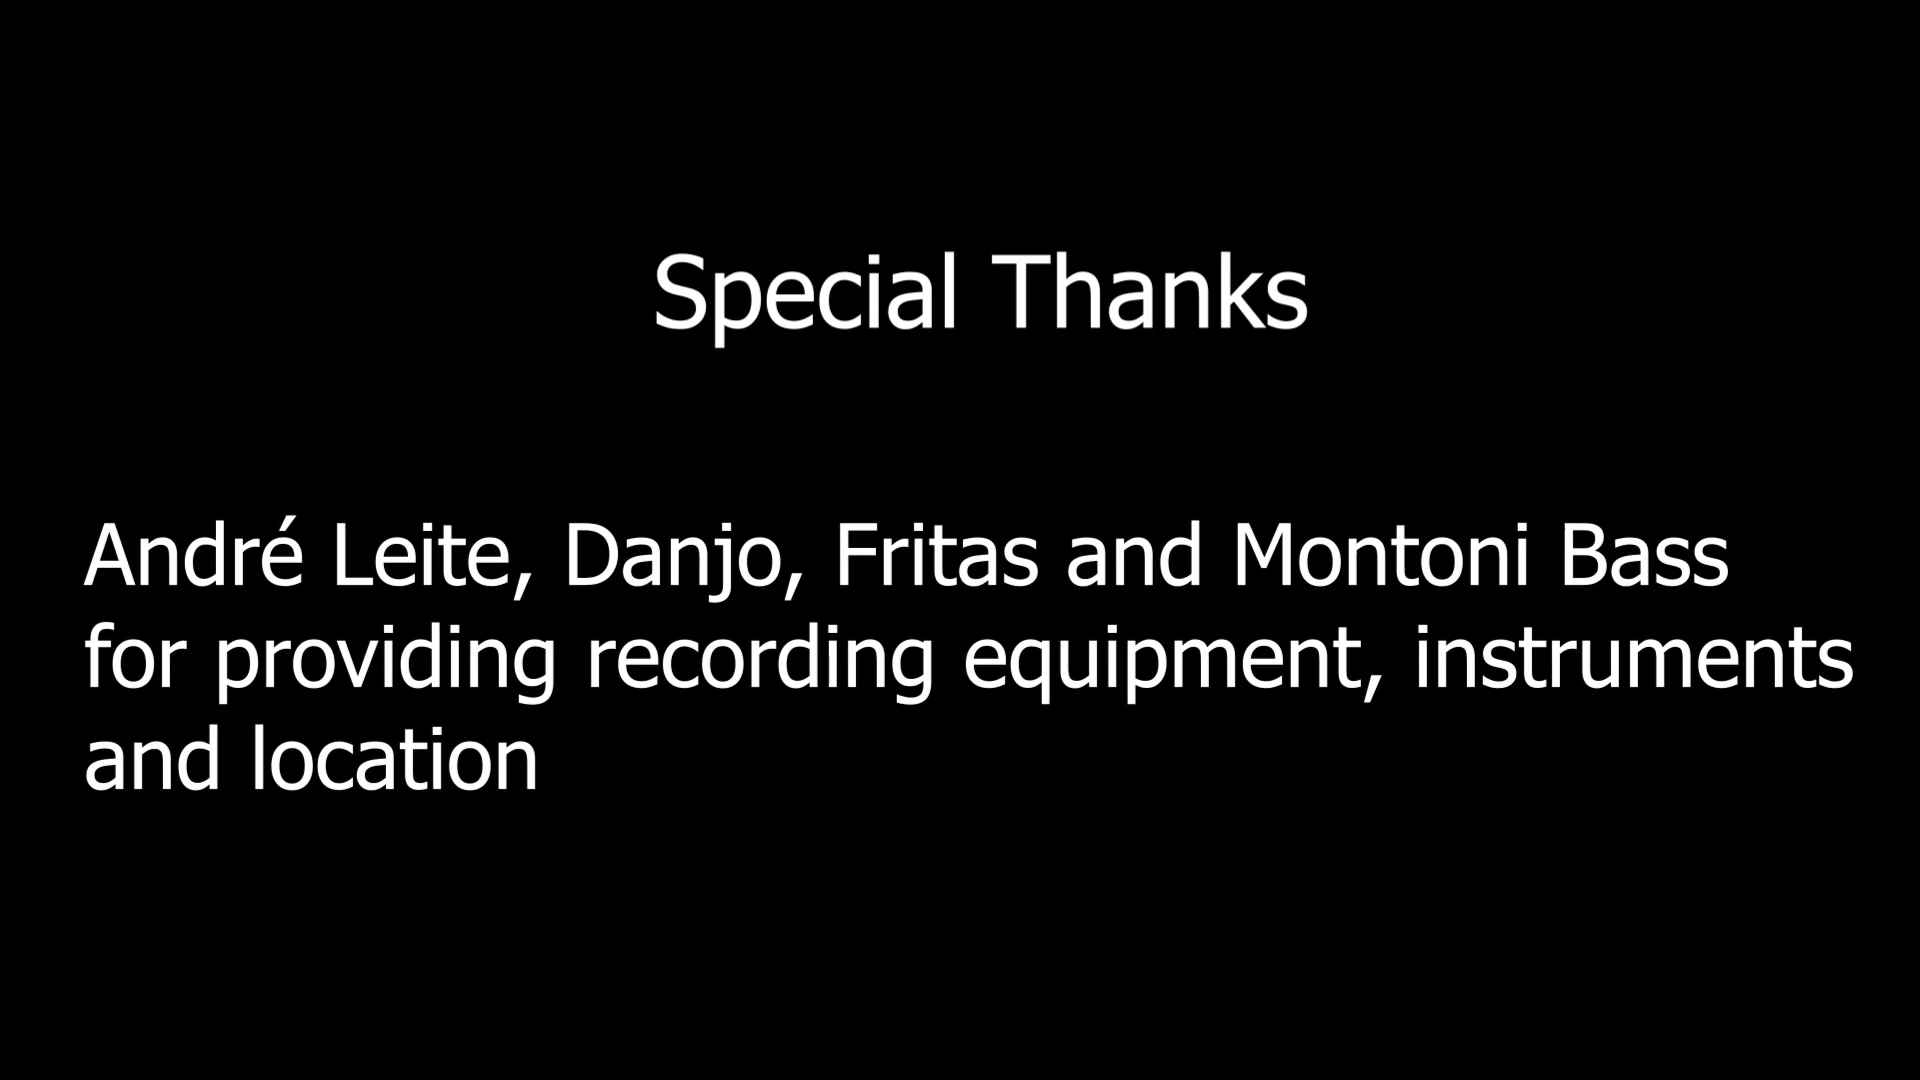 Special Thanks
André Leite, Danjo, Fritas and Montoni Bass
for providing recording equipment, instruments
and location